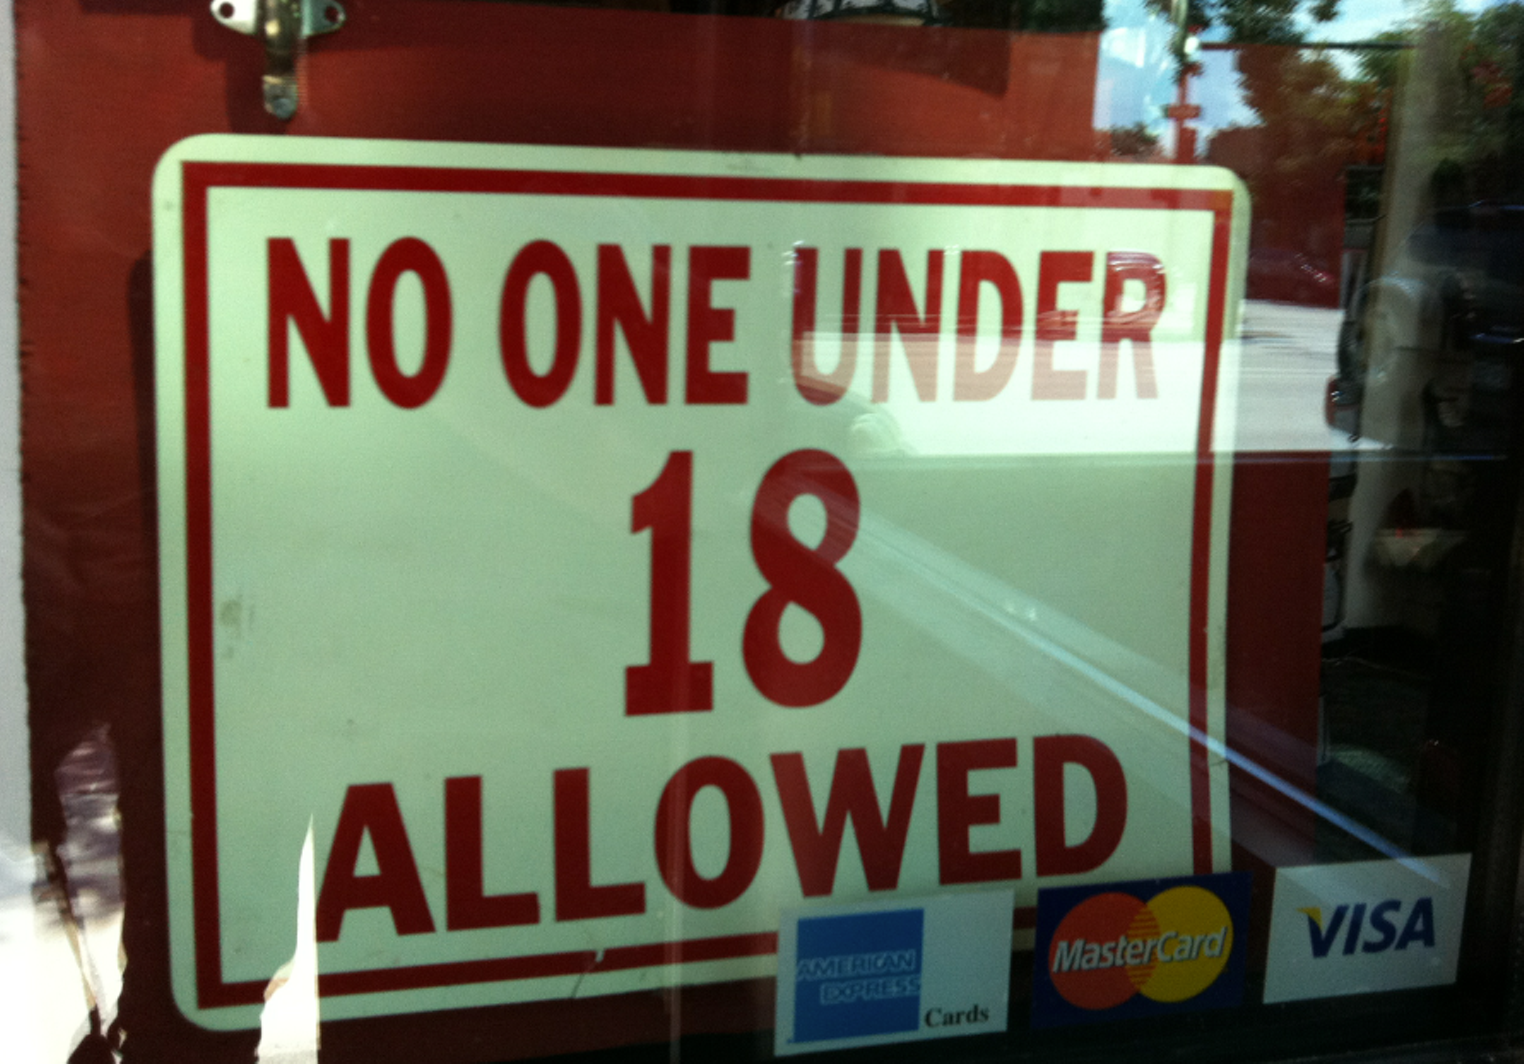 NO ONE UNDER
18
ALLOWED
AMERICAN
EXPRESS
Cards
MasterCard
VISA